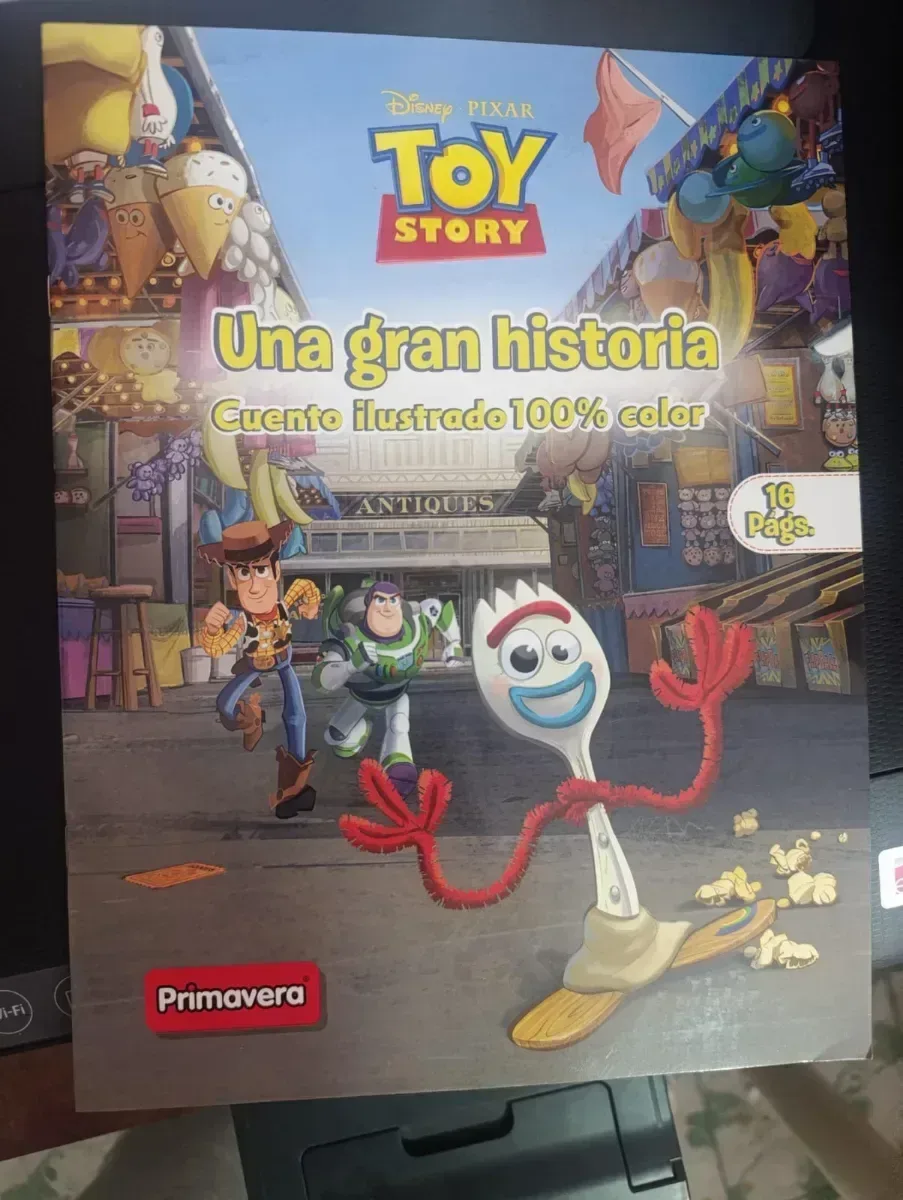 Disney · PIXAR
TOY
STORY
Una gran historia
Cuento ilustrado 100% color
ANTIQUES
16
Págs.
Primavera